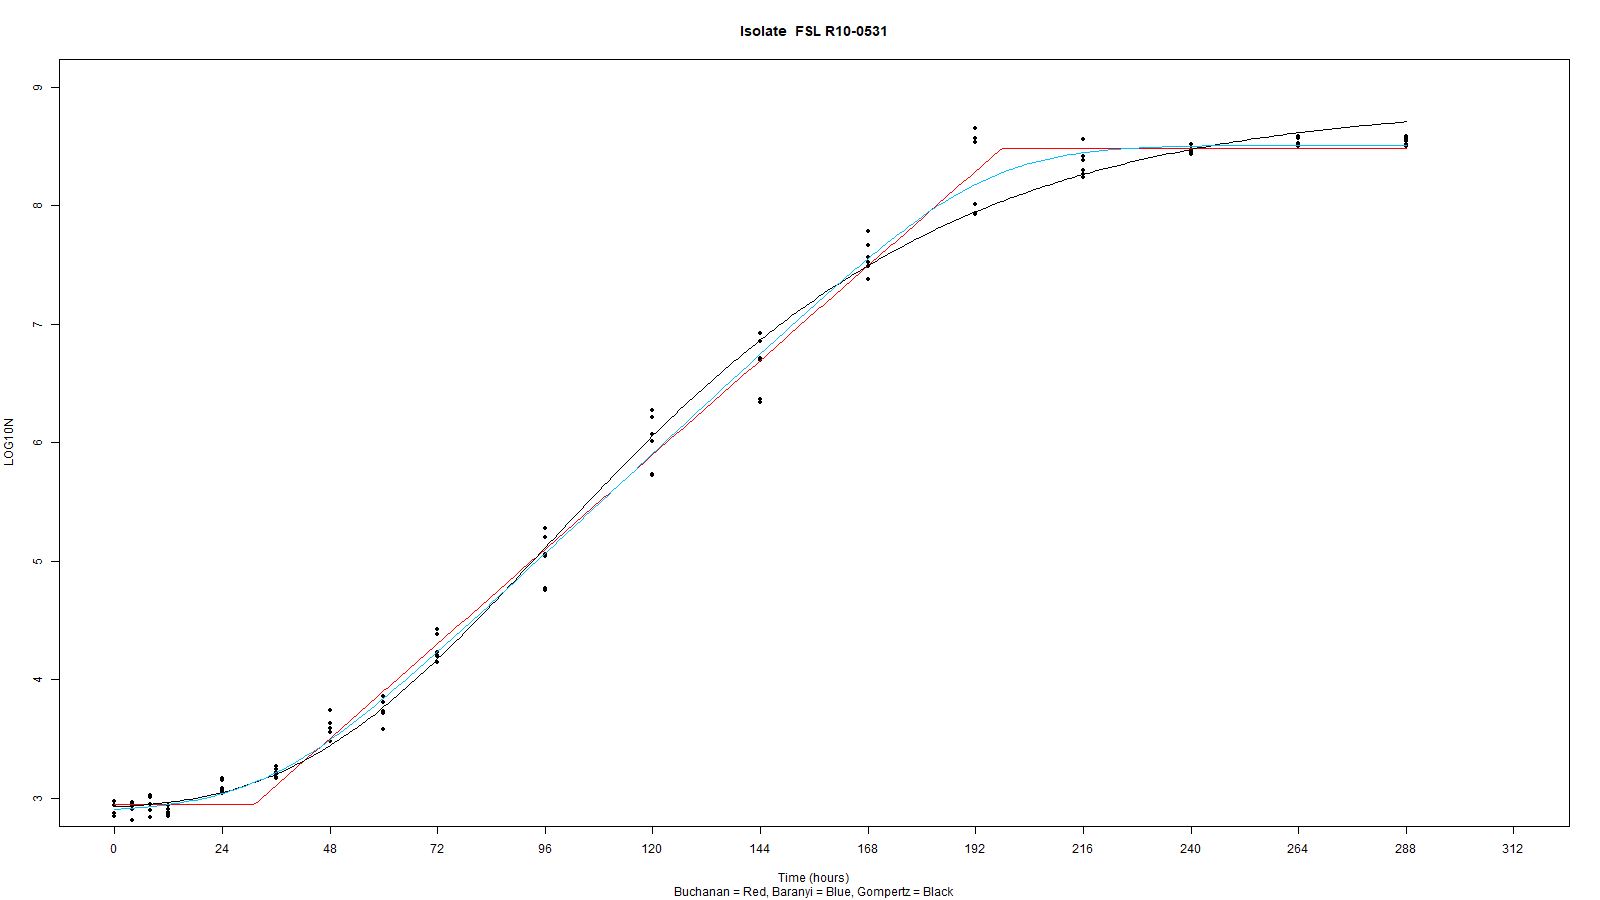 Isolate  FSL R10-0531
9
8
7
6
5
4
3
LOG10N
0 24 48 72 96 120 144 168 192 216 240 264 288 312
Time (hours)
Buchanan = Red, Baranyi = Blue, Gompertz = Black